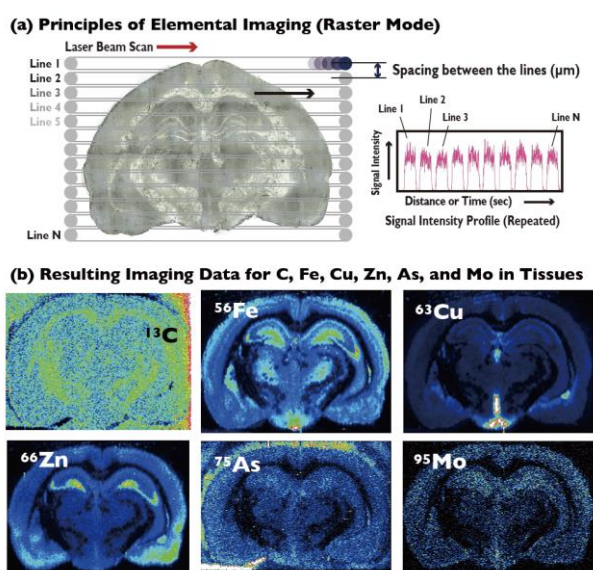 (a) Principles of Elemental Imaging (Raster Mode)
Laser Beam Scan
Line 1
Line 2
Line 3
Line 4
Line 5
Line N
Spacing between the lines (µm)
Line 1
Line 2
Line 3
Line N
Signal Intensity
Distance or Time (sec)
Signal Intensity Profile (Repeated)
(b) Resulting Imaging Data for C, Fe, Cu, Zn, As, and Mo in Tissues
¹³C
⁵⁶Fe
⁶³Cu
⁶⁶Zn
⁷⁵As
⁹⁵Mo